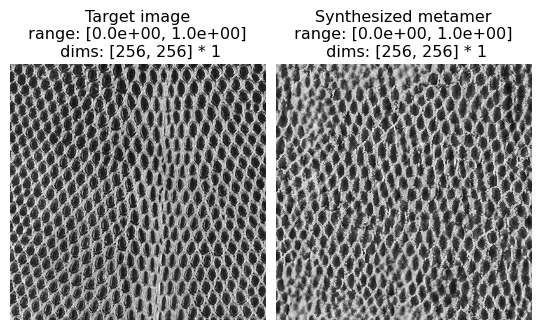 Target image
range: [0.0e+00, 1.0e+00]
dims: [256, 256] * 1
Synthesized metamer
range: [0.0e+00, 1.0e+00]
dims: [256, 256] * 1